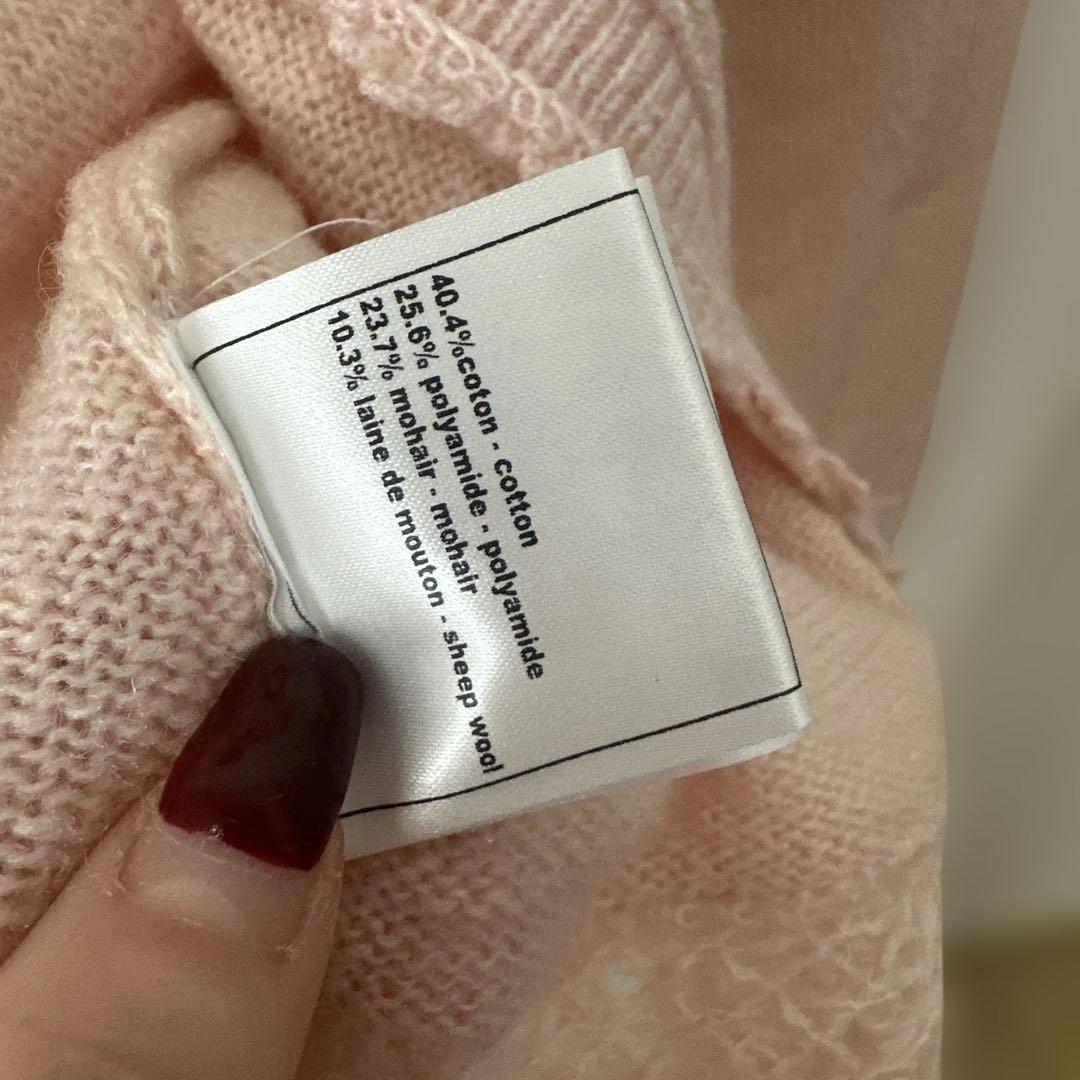 40.4%coton - cotton
25.6% polyamide - polyamide
23.7% mohair - mohair
10.3% laine de mouton - sheep wool